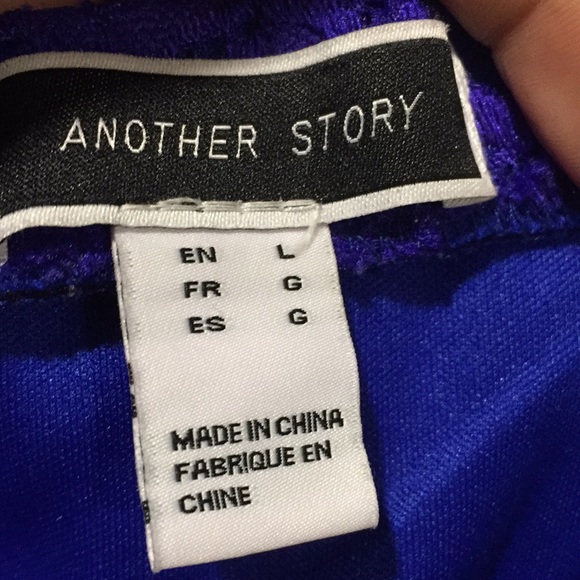 ANOTHER STORY
EN L
FR G
ES G
MADE IN CHINA
FABRIQUE EN
CHINE